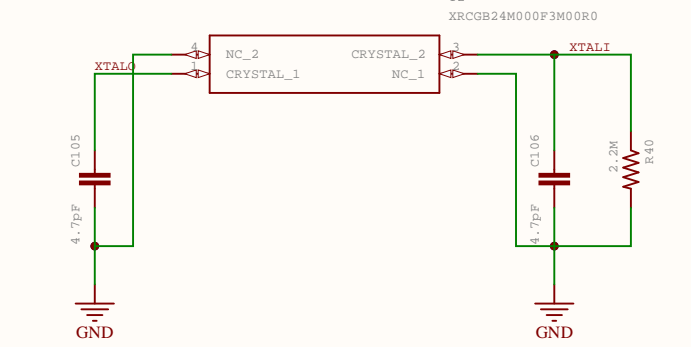 XRCGB24M000F3M00R0
4 NC_2 CRYSTAL_2 3 XTALI
XTALO 1 CRYSTAL_1 NC_1 2
C105
4.7pF
C106
4.7pF
2.2M
R40
GND
GND